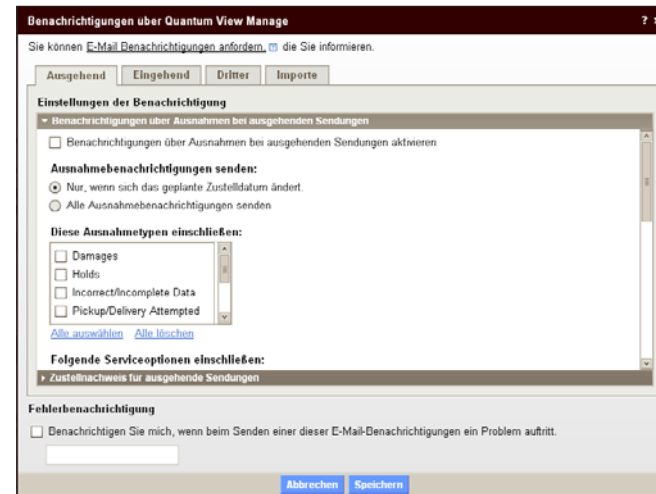 Benachrichtigungen über Quantum View Manage ? x
Sie können E-Mail Benachrichtigungen anfordern, die Sie informieren.
Ausgehend Eingehend Dritter Importe
Einstellungen der Benachrichtigung
Benachrichtigungen über Ausnahmen bei ausgehenden Sendungen
Benachrichtigungen über Ausnahmen bei ausgehenden Sendungen aktivieren
Ausnahmebenachrichtigungen senden:
Nur, wenn sich das geplante Zustelldatum ändert.
Alle Ausnahmebenachrichtigungen senden
Diese Ausnahmetypen einschließen:
Damages
Holds
Incorrect/Incomplete Data
Pickup/Delivery Attempted
Alle auswählen Alle löschen
Folgende Serviceoptionen einschließen:
Zustellnachweis für ausgehende Sendungen
Fehlerbenachrichtigung
Benachrichtigen Sie mich, wenn beim Senden einer dieser E-Mail-Benachrichtigungen ein Problem auftritt.
Abbrechen Speichern